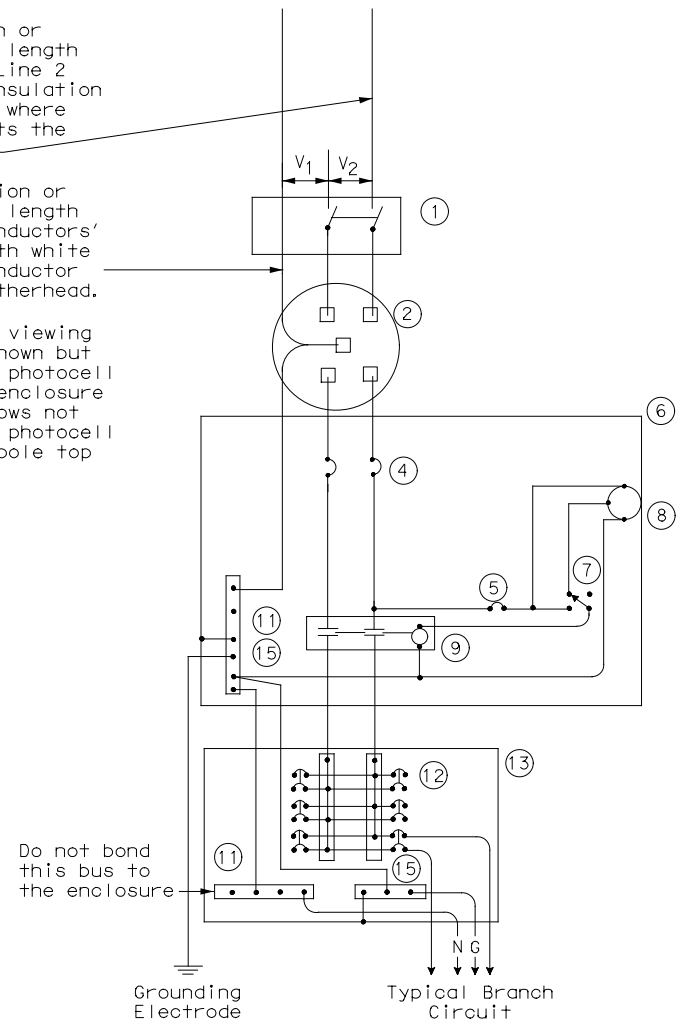 n or
length
Line 2
nsulation
where
ts the
V1
V2
1
ion or
length
nductors'
th white
nductor
therhead.
2
viewing
hown but
photocell
enclosure
ows not
photocell
pole top
6
4
8
5
7
11
15
9
13
12
Do not bond
this bus to
the enclosure
11
15
N G
Grounding
Electrode
Typical Branch
Circuit